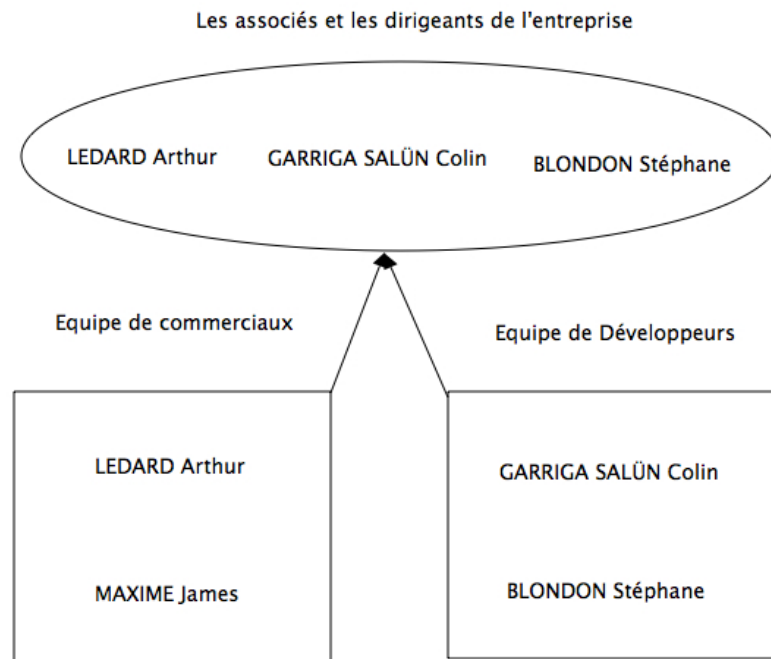 Les associés et les dirigeants de l'entreprise
LEDARD Arthur
GARRIGA SALÜN Colin
BLONDON Stéphane
Equipe de commerciaux
Equipe de Développeurs
LEDARD Arthur
MAXIME James
GARRIGA SALÜN Colin
BLONDON Stéphane